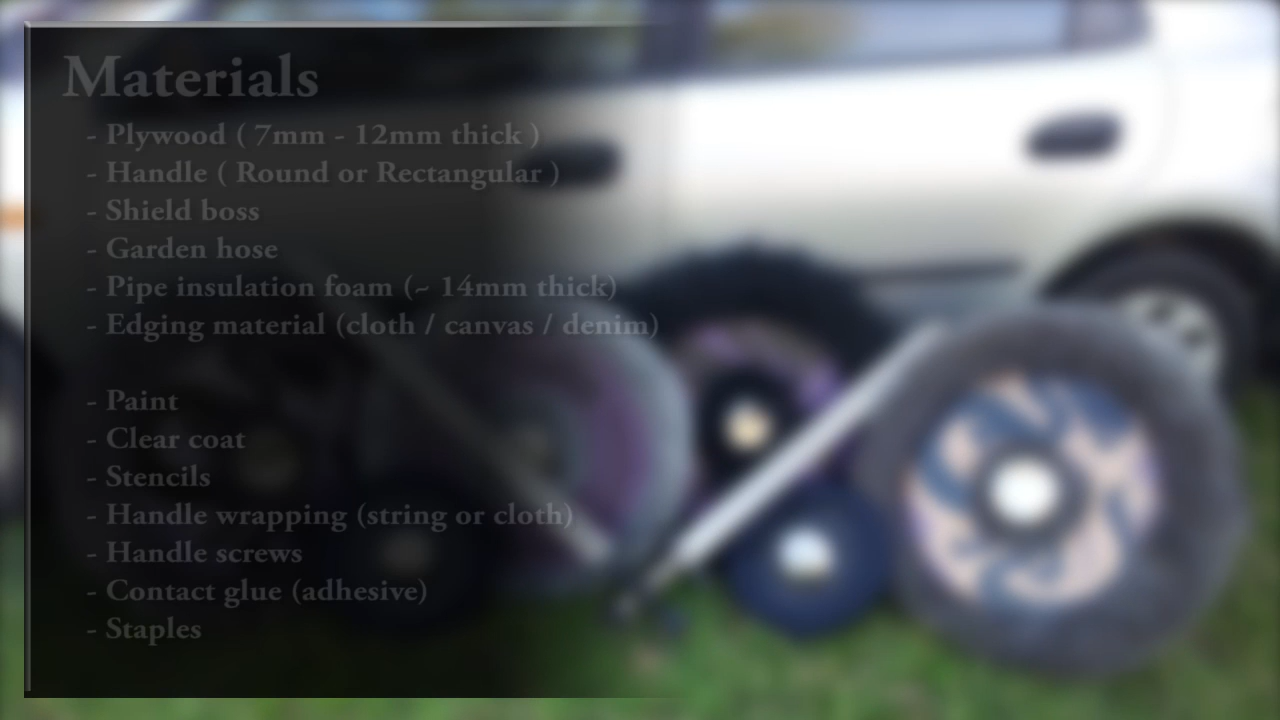 Materials
- Plywood ( 7mm - 12mm thick )
- Handle ( Round or Rectangular )
- Shield boss
- Garden hose
- Pipe insulation foam (~ 14mm thick)
- Edging material (cloth / canvas / denim)
- Paint
- Clear coat
- Stencils
- Handle wrapping (string or cloth)
- Handle screws
- Contact glue (adhesive)
- Staples